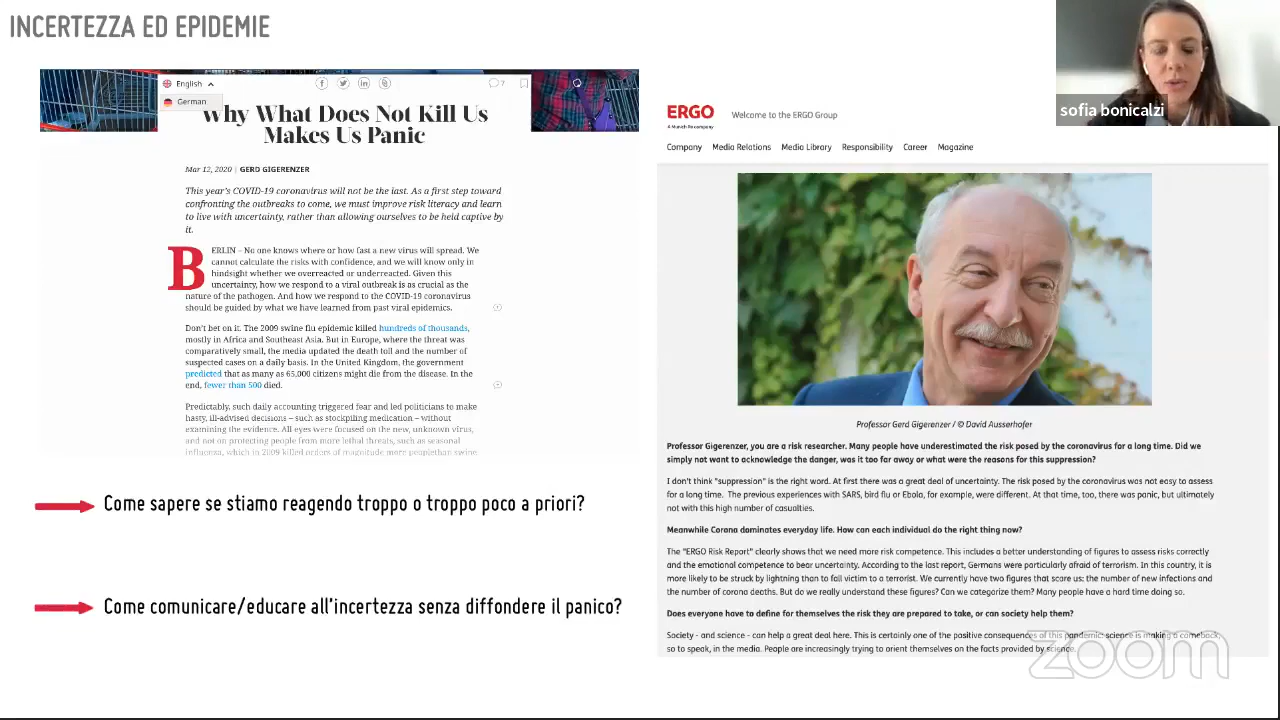 INCERTEZZA ED EPIDEMIE
English
German
7
Why What Does Not Kill Us
Makes Us Panic
Mar 12, 2020 | GERD GIGERENZER
This year's COVID-19 coronavirus will not be the last. As a first step toward
confronting the outbreaks to come, we must improve risk literacy and learn
to live with uncertainty, rather than allowing ourselves to be held captive by
it.
BERLIN – No one knows where or how fast a new virus will spread. We
cannot calculate the risks with confidence, and we will know only in
hindsight whether we overreacted or underreacted. Given this
uncertainty, how we respond to a viral outbreak is as crucial as the
nature of the pathogen. And how we respond to the COVID-19 coronavirus
should be guided by what we have learned from past viral epidemics.
Don't bet on it. The 2009 swine flu epidemic killed hundreds of thousands,
mostly in Africa and Southeast Asia. But in Europe, where the threat was
comparatively small, the media updated the death toll and the number of
suspected cases on a daily basis. In the United Kingdom, the government
predicted that as many as 65,000 citizens might die from the disease. In the
end, fewer than 500 died.
Predictably, such daily accounting triggered fear and led politicians to make
hasty, ill-advised decisions – such as stockpiling medication – without
examining the evidence. All eyes were focused on the new, unknown virus,
and not on protecting people from more lethal threats, such as seasonal
influenza, which in 2009 killed orders of magnitude more people than swine
Come sapere se stiamo reagendo troppo o troppo poco a priori?
Come comunicare/educare all'incertezza senza diffondere il panico?
ERGO
A Munich Re company
Welcome to the ERGO Group
Company Media Relations Media Library Responsibility Career Magazine
Professor Gerd Gigerenzer / © David Ausserhofer
Professor Gigerenzer, you are a risk researcher. Many people have underestimated the risk posed by the coronavirus for a long time. Did we
simply not want to acknowledge the danger, was it too far away or what were the reasons for this suppression?
I don't think "suppression" is the right word. At first there was a great deal of uncertainty. The risk posed by the coronavirus was not easy to assess
for a long time. The previous experiences with SARS, bird flu or Ebola, for example, were different. At that time, too, there was panic, but ultimately
not with this high number of casualties.
Meanwhile Corona dominates everyday life. How can each individual do the right thing now?
The "ERGO Risk Report" clearly shows that we need more risk competence. This includes a better understanding of figures to assess risks correctly
and the emotional competence to bear uncertainty. According to the last report, Germans were particularly afraid of terrorism. In this country, it is
more likely to be struck by lightning than to fall victim to a terrorist. We currently have two figures that scare us: the number of new infections and
the number of corona deaths. But do we really understand these figures? Can we categorize them? Many people have a hard time doing so.
Does everyone have to define for themselves the risk they are prepared to take, or can society help them?
Society - and science - can help a great deal here. This is certainly one of the positive consequences of this pandemic: science is making a comeback,
so to speak, in the media. People are increasingly trying to orient themselves on the facts provided by science.
sofia bonicalzi
zoom